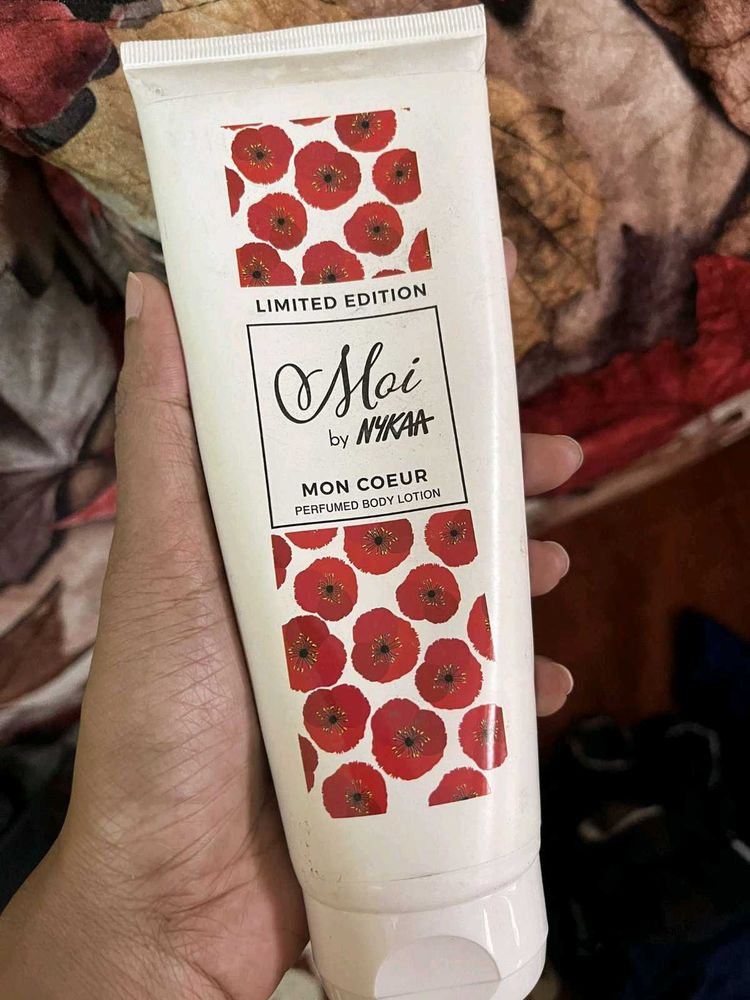 LIMITED EDITION
Moi
by NYKAA
MON COEUR
PERFUMED BODY LOTION